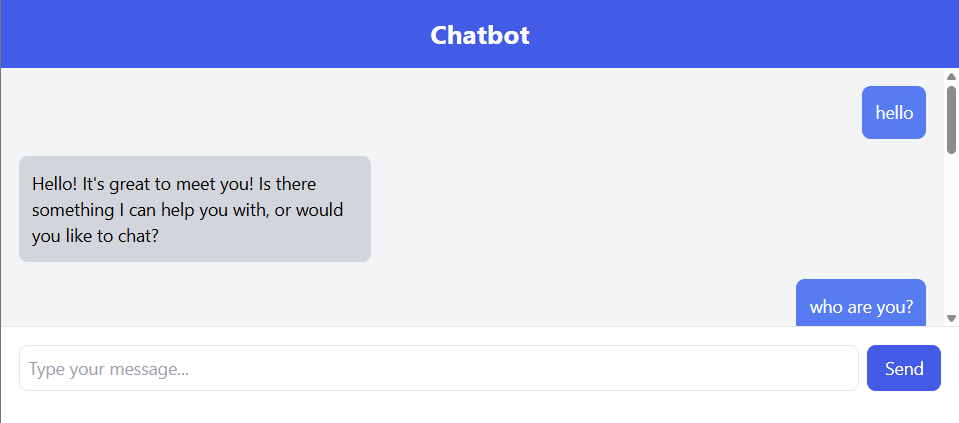 Chatbot
hello
Hello! It's great to meet you! Is there
something I can help you with, or would
you like to chat?
who are you?
Type your message...
Send